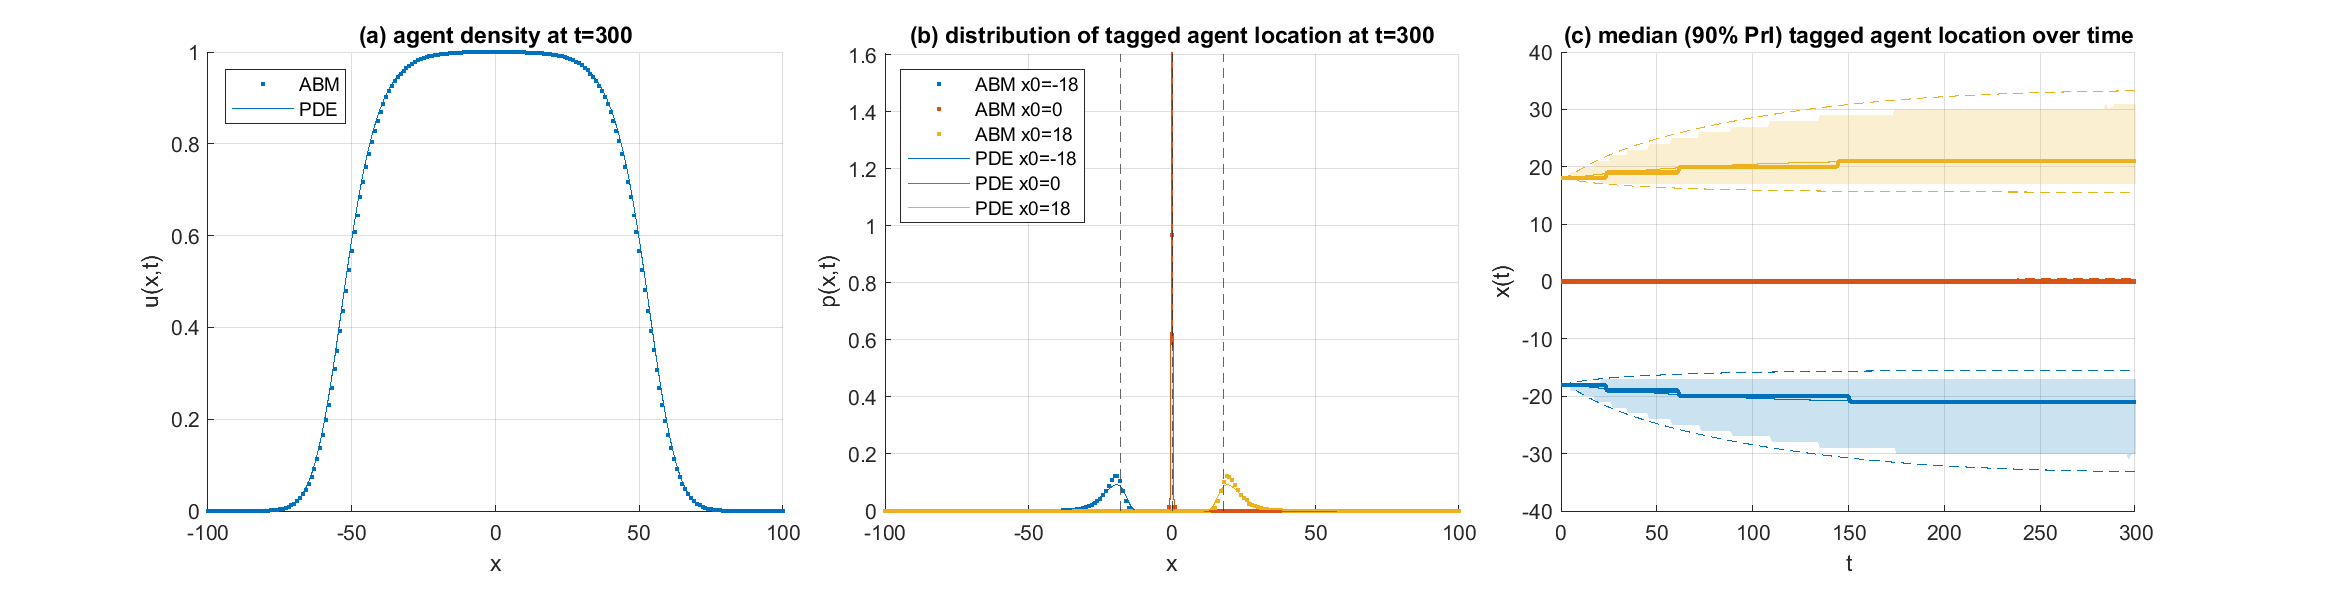 (a) agent density at t=300
1
0.8
0.6
0.4
0.2
0
-100
-50
0
50
100
x
u(x,t)
ABM
PDE
(b) distribution of tagged agent location at t=300
1.6
1.4
1.2
1
0.8
0.6
0.4
0.2
0
-100
-50
0
50
100
x
p(x,t)
ABM x0=-18
ABM x0=0
ABM x0=18
PDE x0=-18
PDE x0=0
PDE x0=18
(c) median (90% PrI) tagged agent location over time
40
30
20
10
0
-10
-20
-30
-40
0
50
100
150
200
250
300
t
x(t)